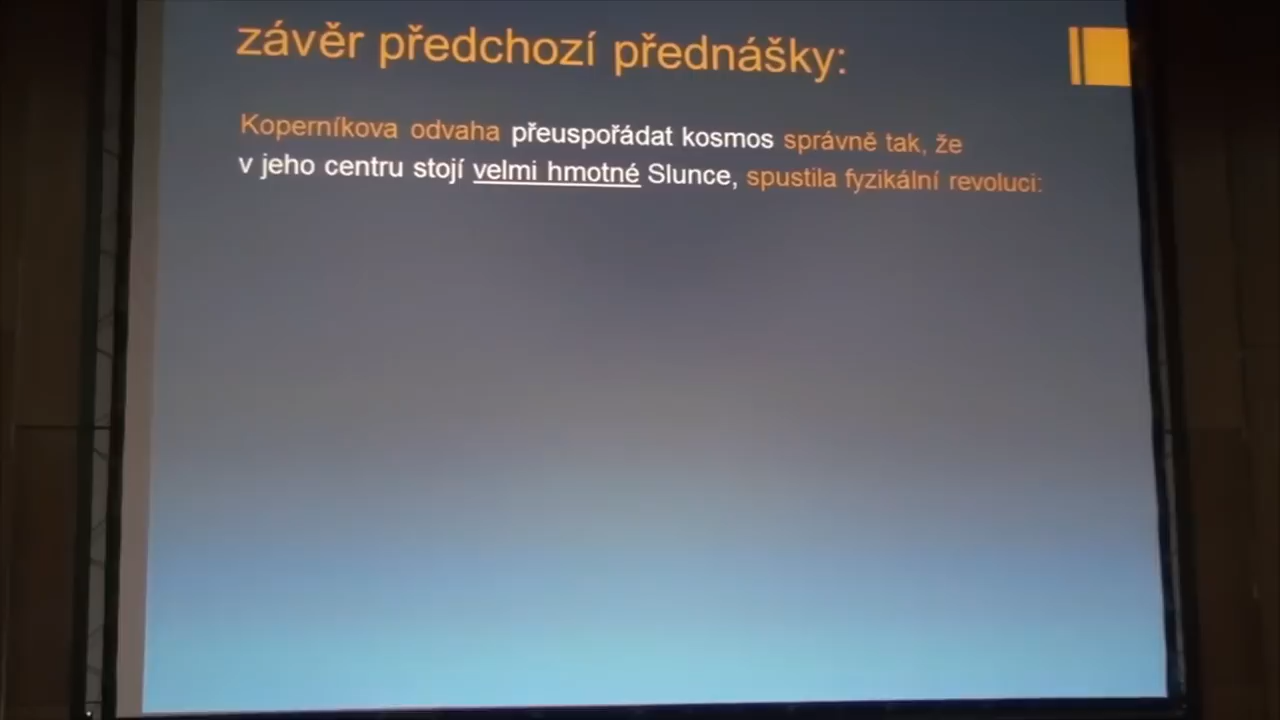 závěr předchozí přednášky:
Koperníkova odvaha přeuspořádat kosmos správně tak, že
v jeho centru stojí velmi hmotné Slunce, spustila fyzikální revoluci: